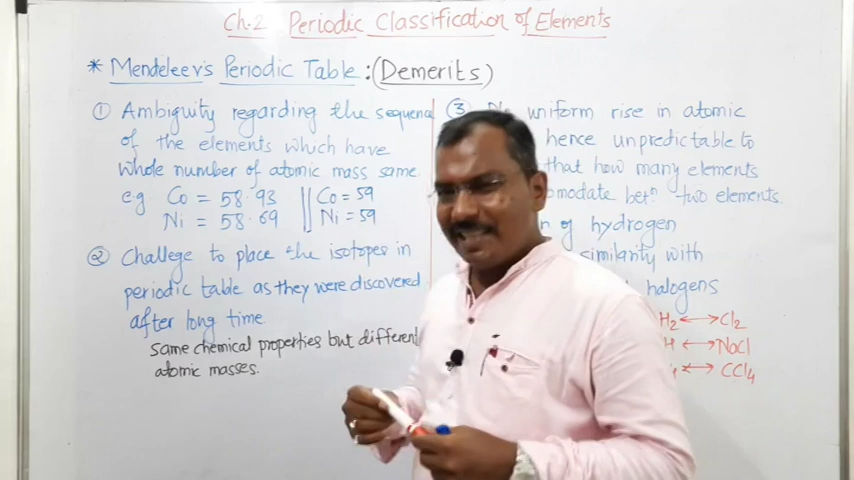 Ch.2 Periodic Classification of Elements
* Mendeleev's Periodic Table : (Demerits)
① Ambiguity regarding the sequence
of the elements which have
whole number of atomic mass same.
e.g Co = 58.93 || Co = 59
Ni = 58.69 || Ni = 59
② Challege to place the isotopes in
periodic table as they were discovered
after long time
same chemical properties but different
atomic masses.
③ uniform rise in atomic
hence unpredictable to
that how many elements
betⁿ two elements.
of hydrogen
similarity with
halogens
H₂ ↔ Cl₂
H ↔ NaCl
↔ CCl₄